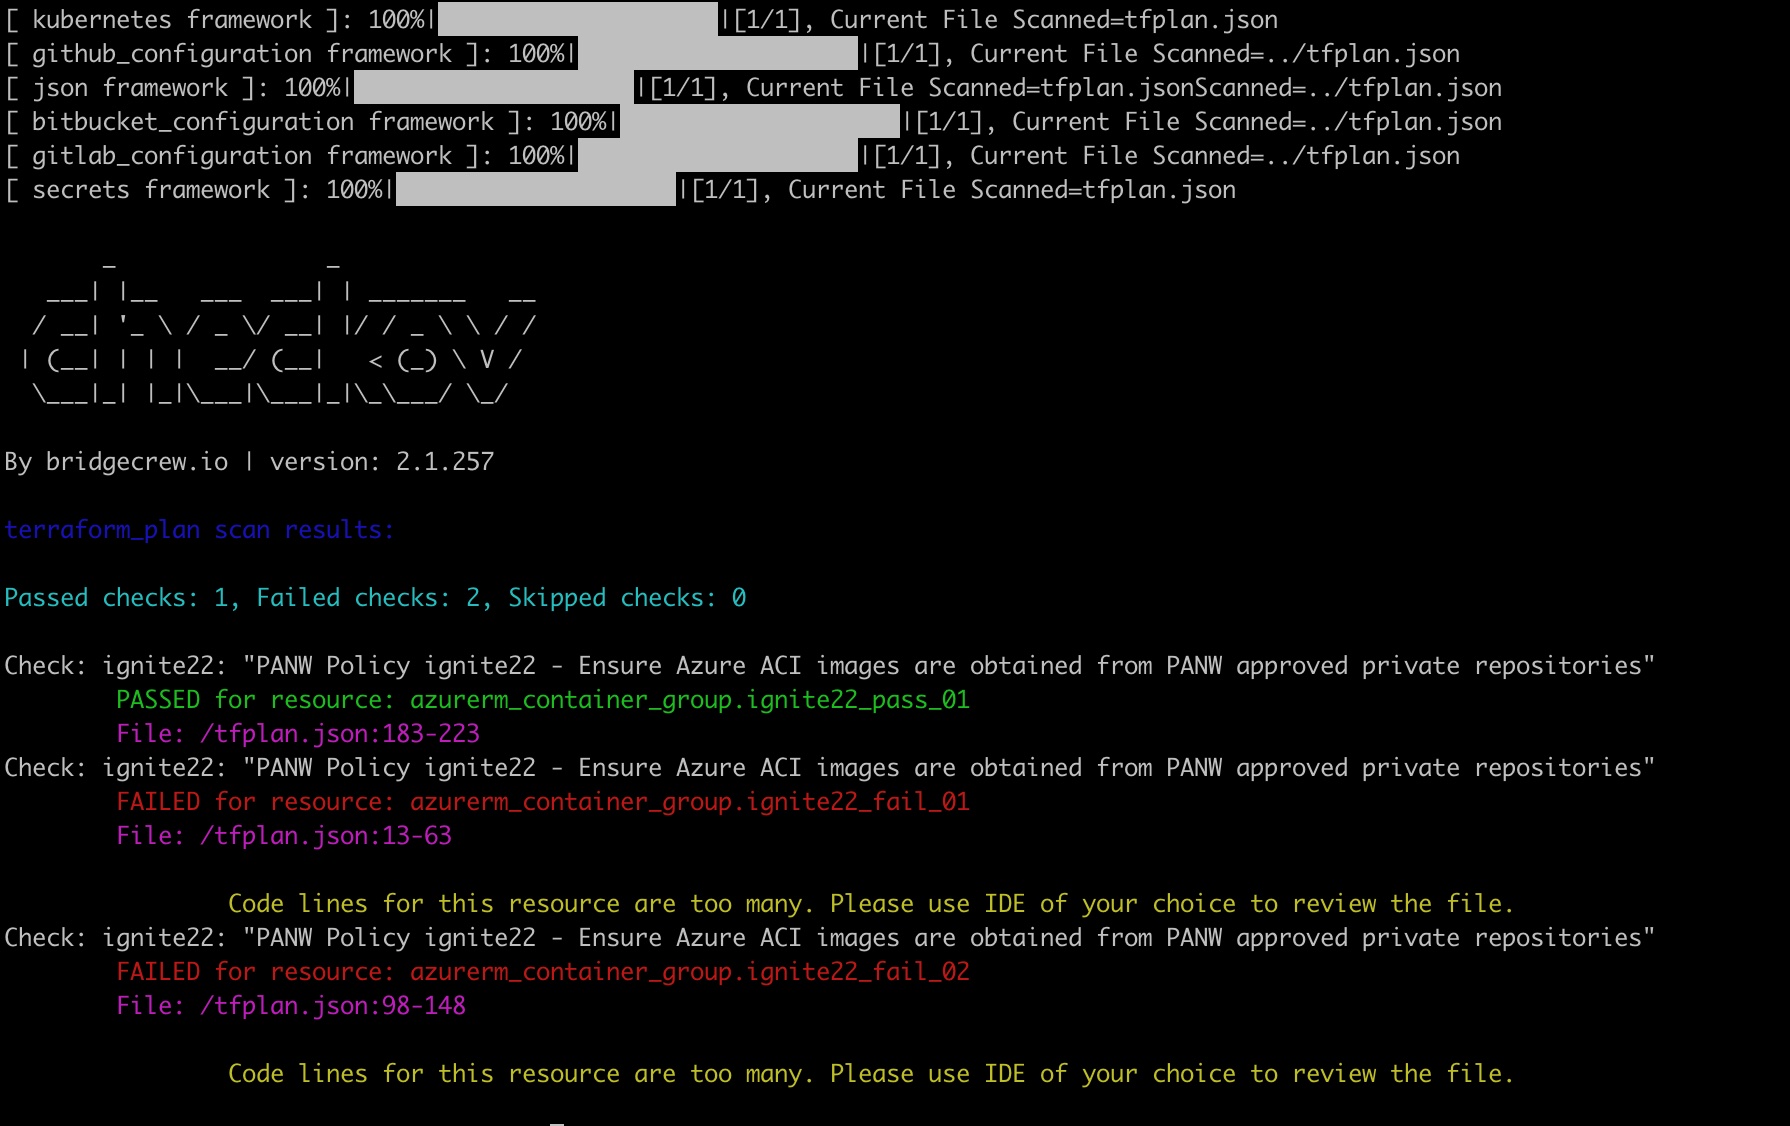 [ kubernetes framework ]: 100%|████████████████████|[1/1], Current File Scanned=tfplan.json
[ github_configuration framework ]: 100%|████████████████████|[1/1], Current File Scanned=../tfplan.json
[ json framework ]: 100%|████████████████████|[1/1], Current File Scanned=tfplan.jsonScanned=../tfplan.json
[ bitbucket_configuration framework ]: 100%|████████████████████|[1/1], Current File Scanned=../tfplan.json
[ gitlab_configuration framework ]: 100%|████████████████████|[1/1], Current File Scanned=../tfplan.json
[ secrets framework ]: 100%|████████████████████|[1/1], Current File Scanned=tfplan.json
       _               _
   ___| |__   ___  ___| | _______   __
  / __| '_ \ / _ \/ __| |/ / _ \ \ / /
 | (__| | | |  __/ (__|   < (_) \ V /
  \___|_| |_|\___|\___|_|\_\___/ \_/
By bridgecrew.io | version: 2.1.257
terraform_plan scan results:
Passed checks: 1, Failed checks: 2, Skipped checks: 0
Check: ignite22: "PANW Policy ignite22 - Ensure Azure ACI images are obtained from PANW approved private repositories"
PASSED for resource: azurerm_container_group.ignite22_pass_01
File: /tfplan.json:183-223
Check: ignite22: "PANW Policy ignite22 - Ensure Azure ACI images are obtained from PANW approved private repositories"
FAILED for resource: azurerm_container_group.ignite22_fail_01
File: /tfplan.json:13-63
Code lines for this resource are too many. Please use IDE of your choice to review the file.
Check: ignite22: "PANW Policy ignite22 - Ensure Azure ACI images are obtained from PANW approved private repositories"
FAILED for resource: azurerm_container_group.ignite22_fail_02
File: /tfplan.json:98-148
Code lines for this resource are too many. Please use IDE of your choice to review the file.